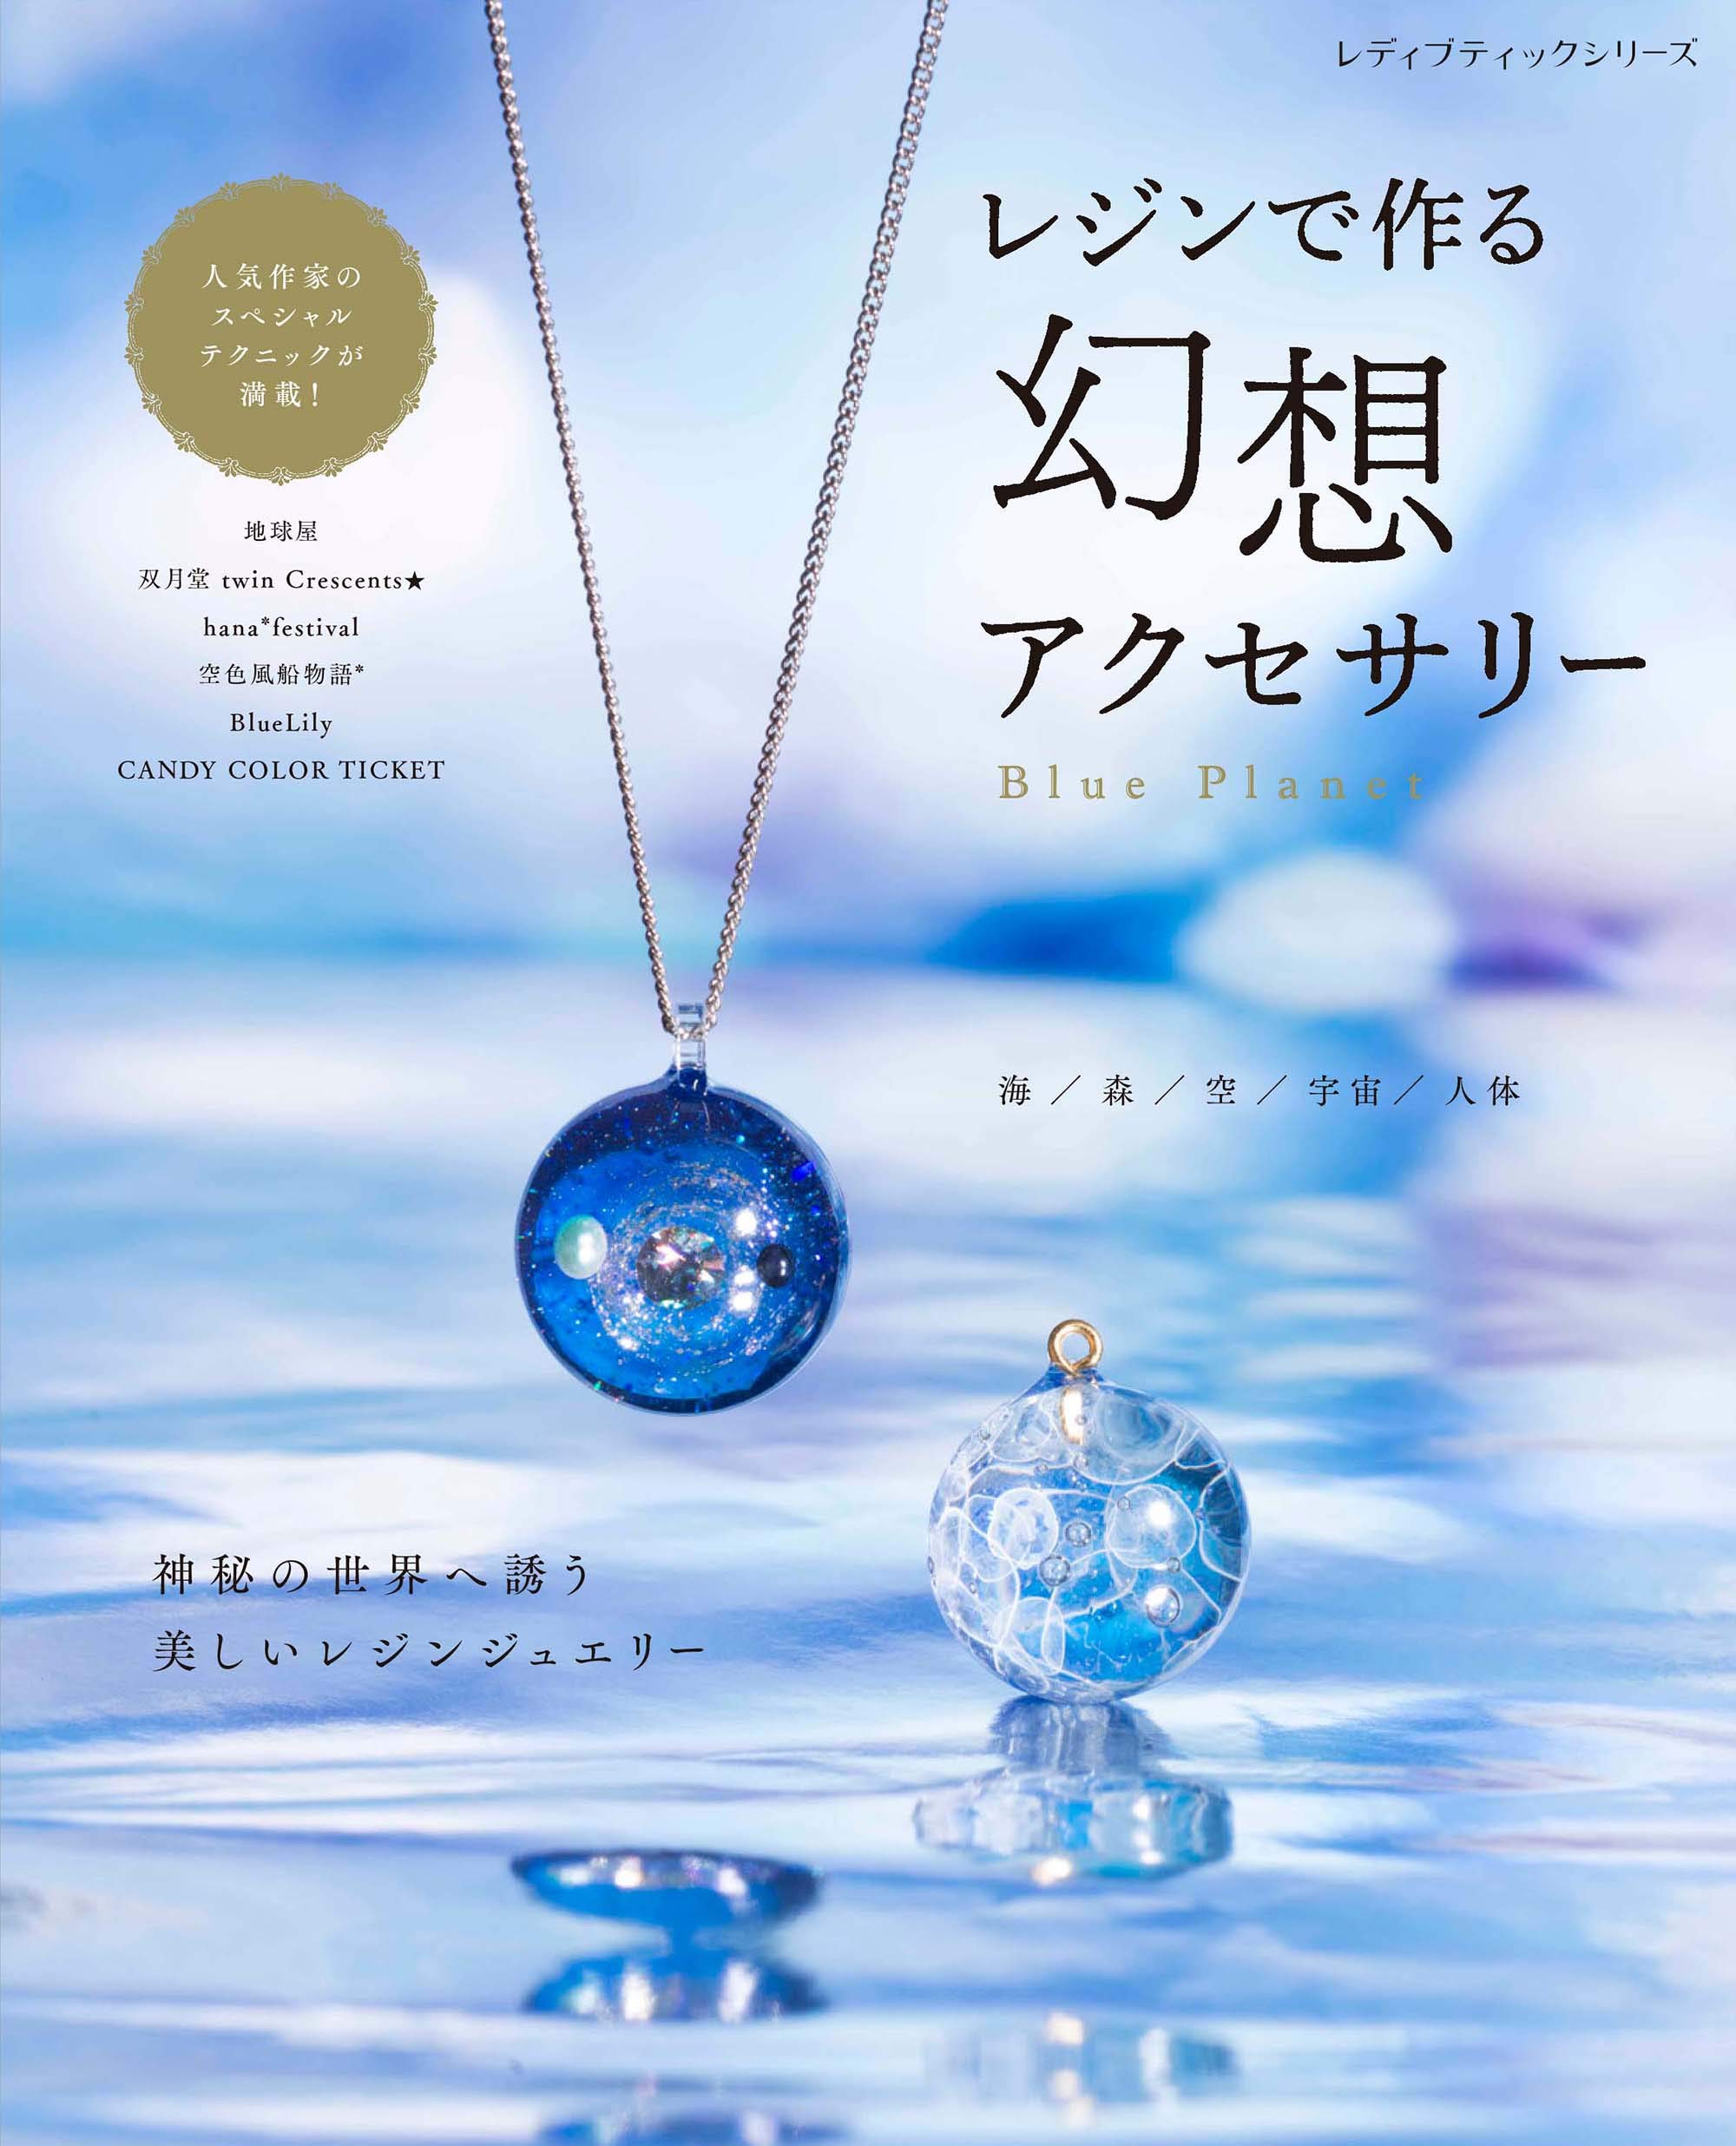 レディブティックシリーズ
レジンで作る
幻想
アクセサリー
Blue Planet
人気作家の
スペシャル
テクニックが
満載！
地球屋
双月堂 twin Crescents★
hana*festival
空色風船物語*
BlueLily
CANDY COLOR TICKET
海／森／空／宇宙／人体
神秘の世界へ誘う
美しいレジンジュエリー